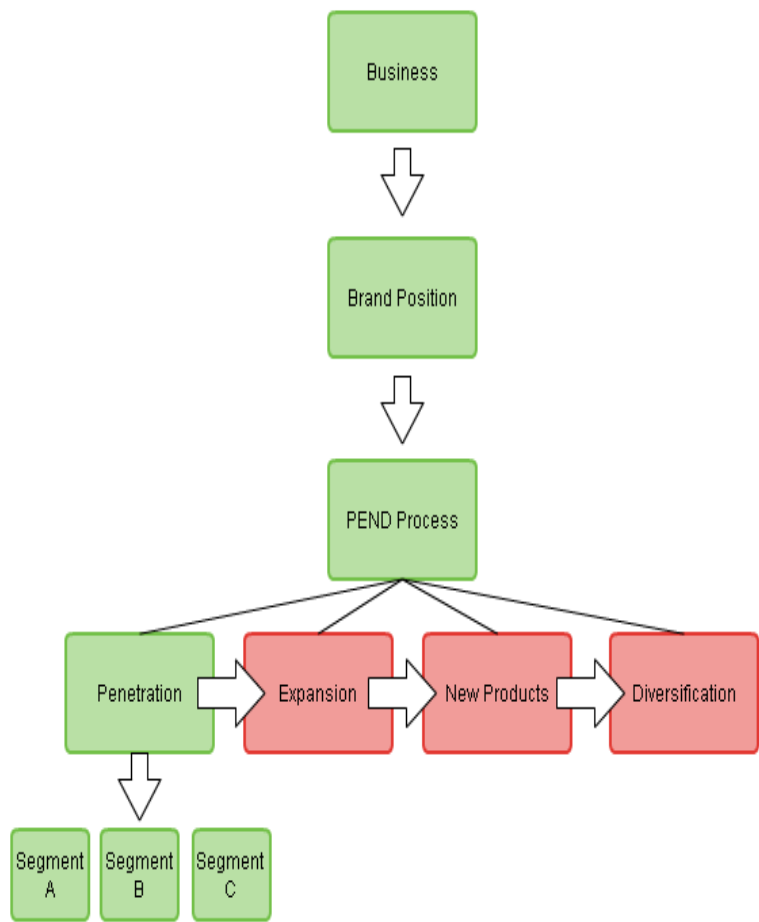 Business
Brand Position
PEND Process
Penetration
Expansion
New Products
Diversification
Segment
A
Segment
B
Segment
C